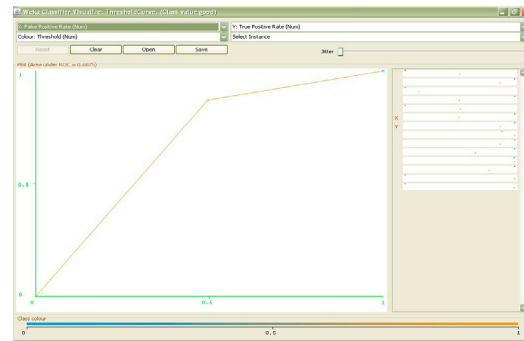 Weka Classifier Visualize: ThresholdCurve. (Class value good)
X: False Positive Rate (Num)
Y: True Positive Rate (Num)
Colour: Threshold (Num)
Select Instance
Reset
Clear
Open
Save
Jitter
Plot (Area under ROC =
1
0.5
0
0
0.5
1
X
Y
Class colour
0
0.5
1